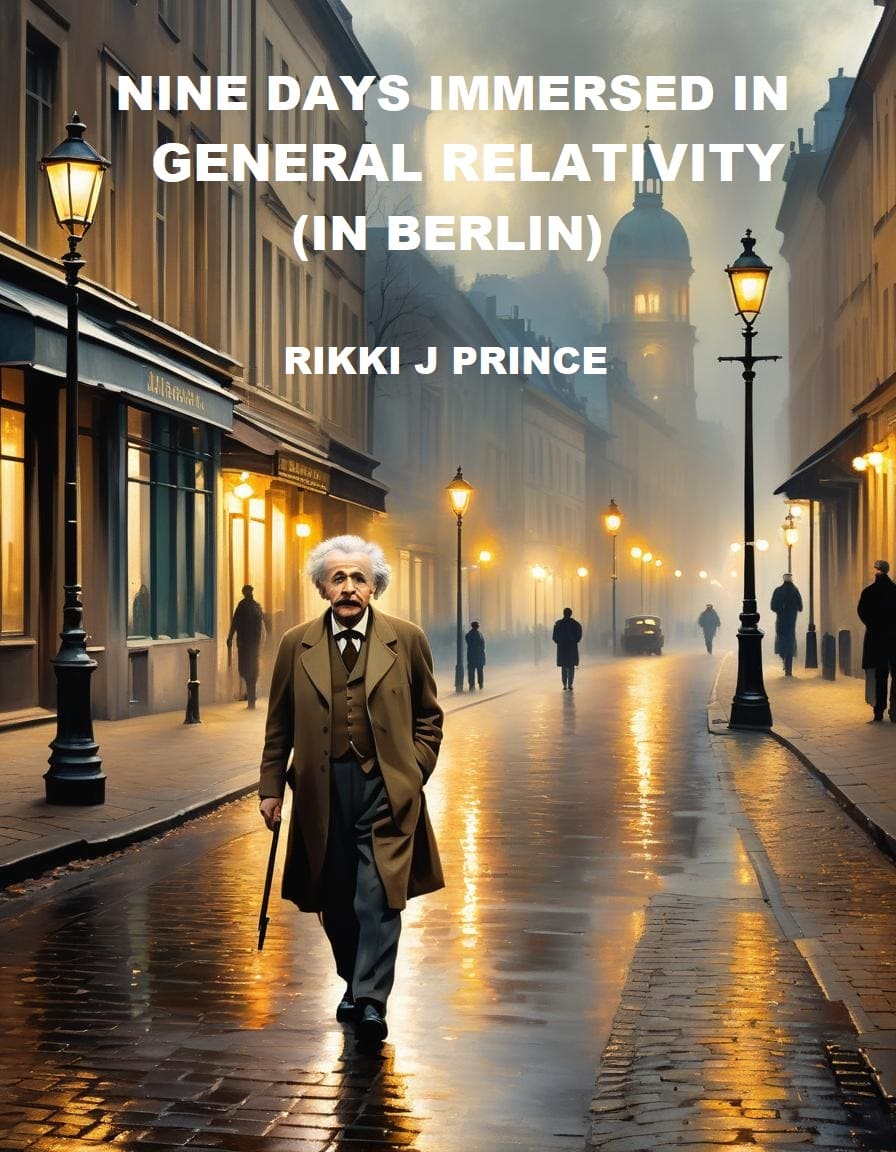 NINE DAYS IMMERSED IN
GENERAL RELATIVITY
(IN BERLIN)
RIKKI J PRINCE